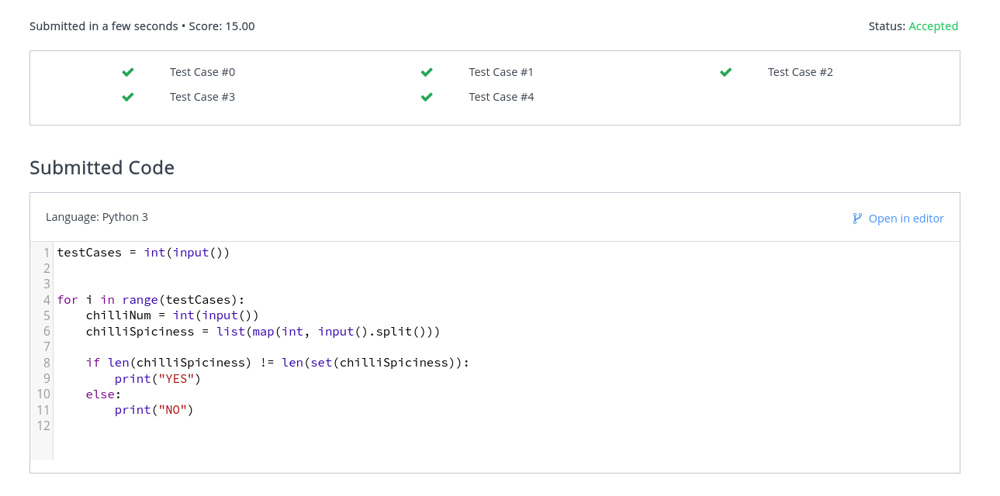 Submitted in a few seconds • Score: 15.00 Status: Accepted
Test Case #0 Test Case #1 Test Case #2
Test Case #3 Test Case #4
Submitted Code
Language: Python 3 Open in editor
1 testCases = int(input())
2
3
4 for i in range(testCases):
5     chilliNum = int(input())
6     chilliSpiciness = list(map(int, input().split()))
7
8     if len(chilliSpiciness) != len(set(chilliSpiciness)):
9         print("YES")
10     else:
11         print("NO")
12